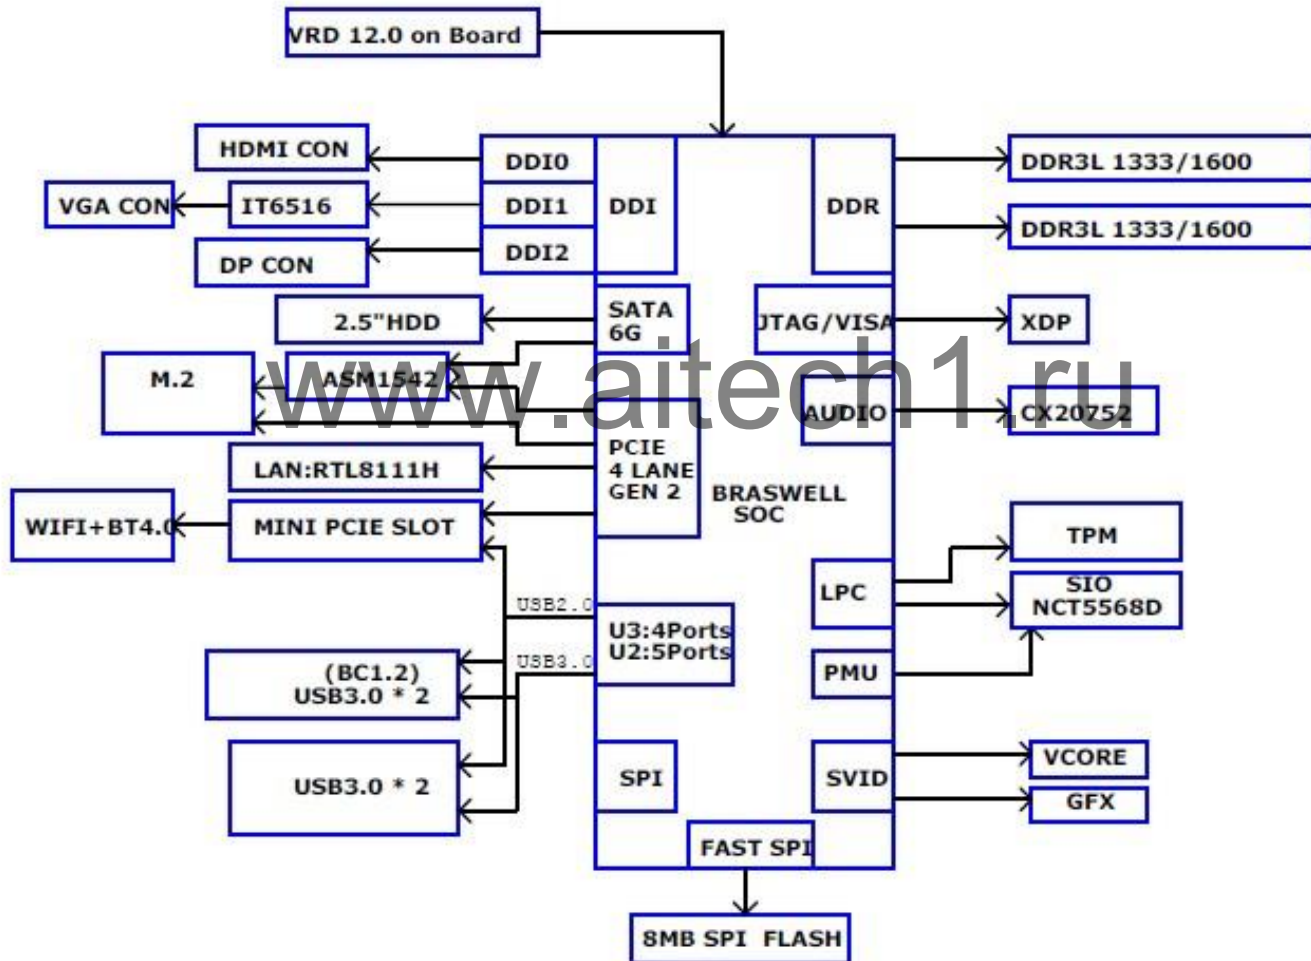 VRD 12.0 on Board
HDMI CON
DDI0
DDI
DDR
DDR3L 1333/1600
VGA CON
IT6516
DDI1
DP CON
DDI2
DDR3L 1333/1600
2.5"HDD
SATA
6G
JTAG/VISA
XDP
M.2
ASM1542
www.aitech1.ru
AUDIO
CX20752
LAN:RTL8111H
PCIE
4 LANE
GEN 2
BRASWELL
SOC
WIFI+BT4.0
MINI PCIE SLOT
TPM
LPC
SIO
NCT5568D
USB2.0
U3:4Ports
U2:5Ports
USB3.0
(BC1.2)
USB3.0 * 2
PMU
USB3.0 * 2
SPI
SVID
VCORE
GFX
FAST SPI
8MB SPI FLASH